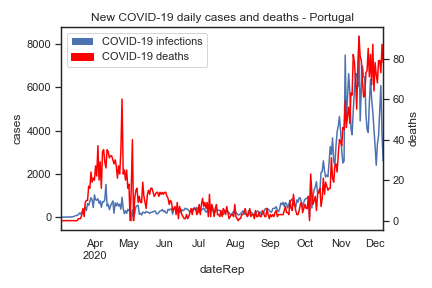 New COVID-19 daily cases and deaths - Portugal
COVID-19 infections
COVID-19 deaths
8000
6000
4000
2000
0
cases
80
60
40
20
0
deaths
Apr May Jun Jul Aug Sep Oct Nov Dec
2020
dateRep